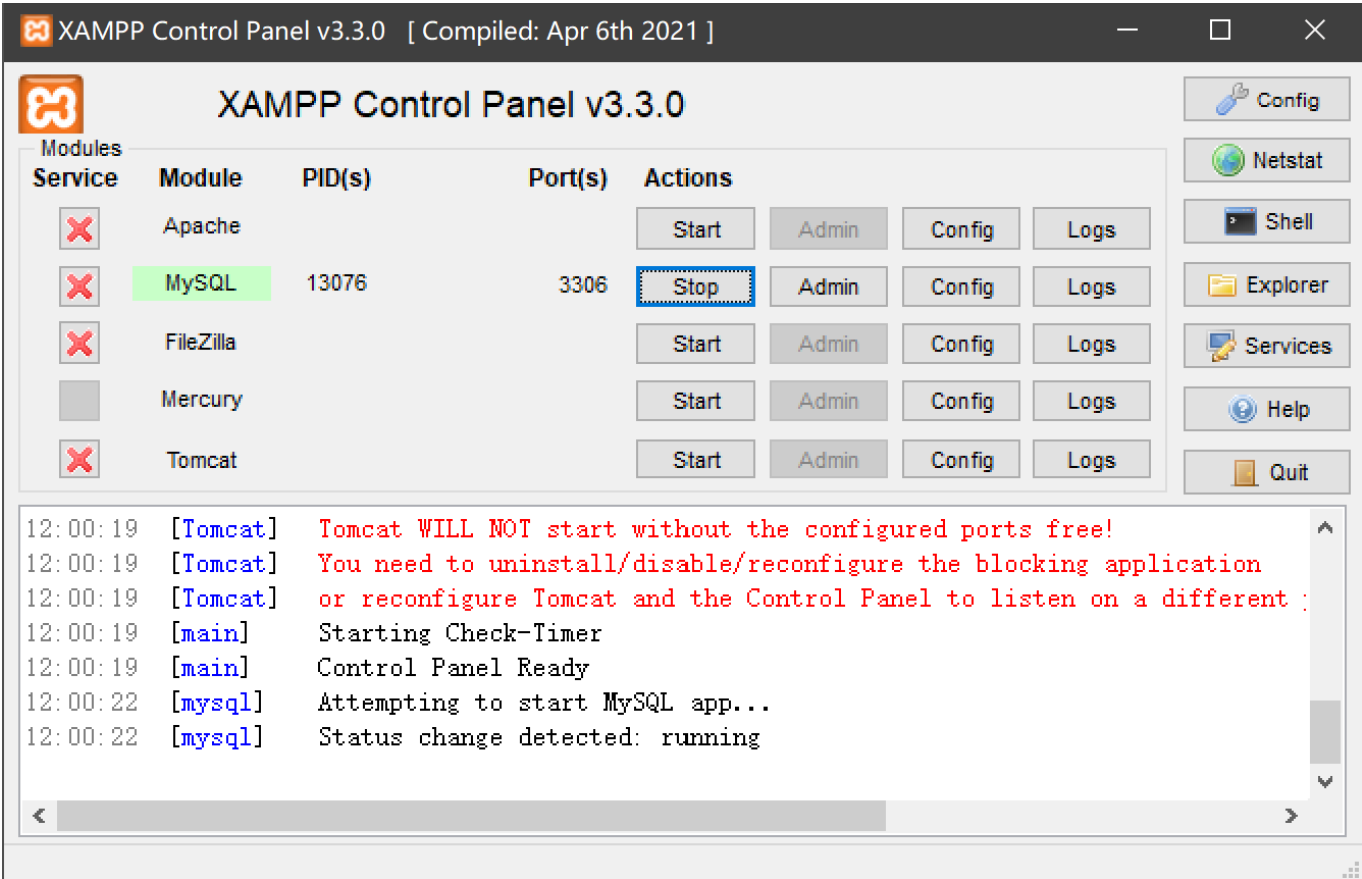 XAMPP Control Panel v3.3.0 [ Compiled: Apr 6th 2021 ]
XAMPP Control Panel v3.3.0
Config
Modules
Netstat
Service Module PID(s) Port(s) Actions
Apache Start Admin Config Logs
Shell
MySQL 13076 3306 Stop Admin Config Logs
Explorer
FileZilla Start Admin Config Logs
Services
Mercury Start Admin Config Logs
Help
Tomcat Start Admin Config Logs
Quit
12:00:19 [Tomcat] Tomcat WILL NOT start without the configured ports free!
12:00:19 [Tomcat] You need to uninstall/disable/reconfigure the blocking application
12:00:19 [Tomcat] or reconfigure Tomcat and the Control Panel to listen on a different
12:00:19 [main] Starting Check-Timer
12:00:19 [main] Control Panel Ready
12:00:22 [mysql] Attempting to start MySQL app...
12:00:22 [mysql] Status change detected: running